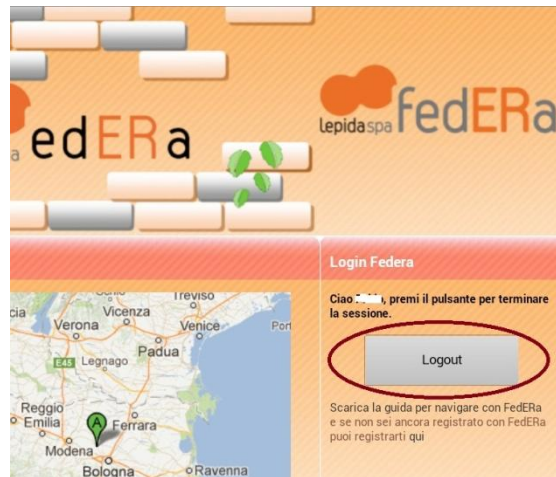 edERa
lepidaspa fedERa
Login Federa
Ciao , premi il pulsante per terminare
la sessione.
Logout
Scarica la guida per navigare con FedERa
e se non sei ancora registrato con FedERa
puoi registrarti qui
Treviso
cia
Vicenza
Verona
Venice
Port
Padua
E45
Legnago
Reggio
Emilia
A
Ferrara
Modena
Bologna
Ravenna